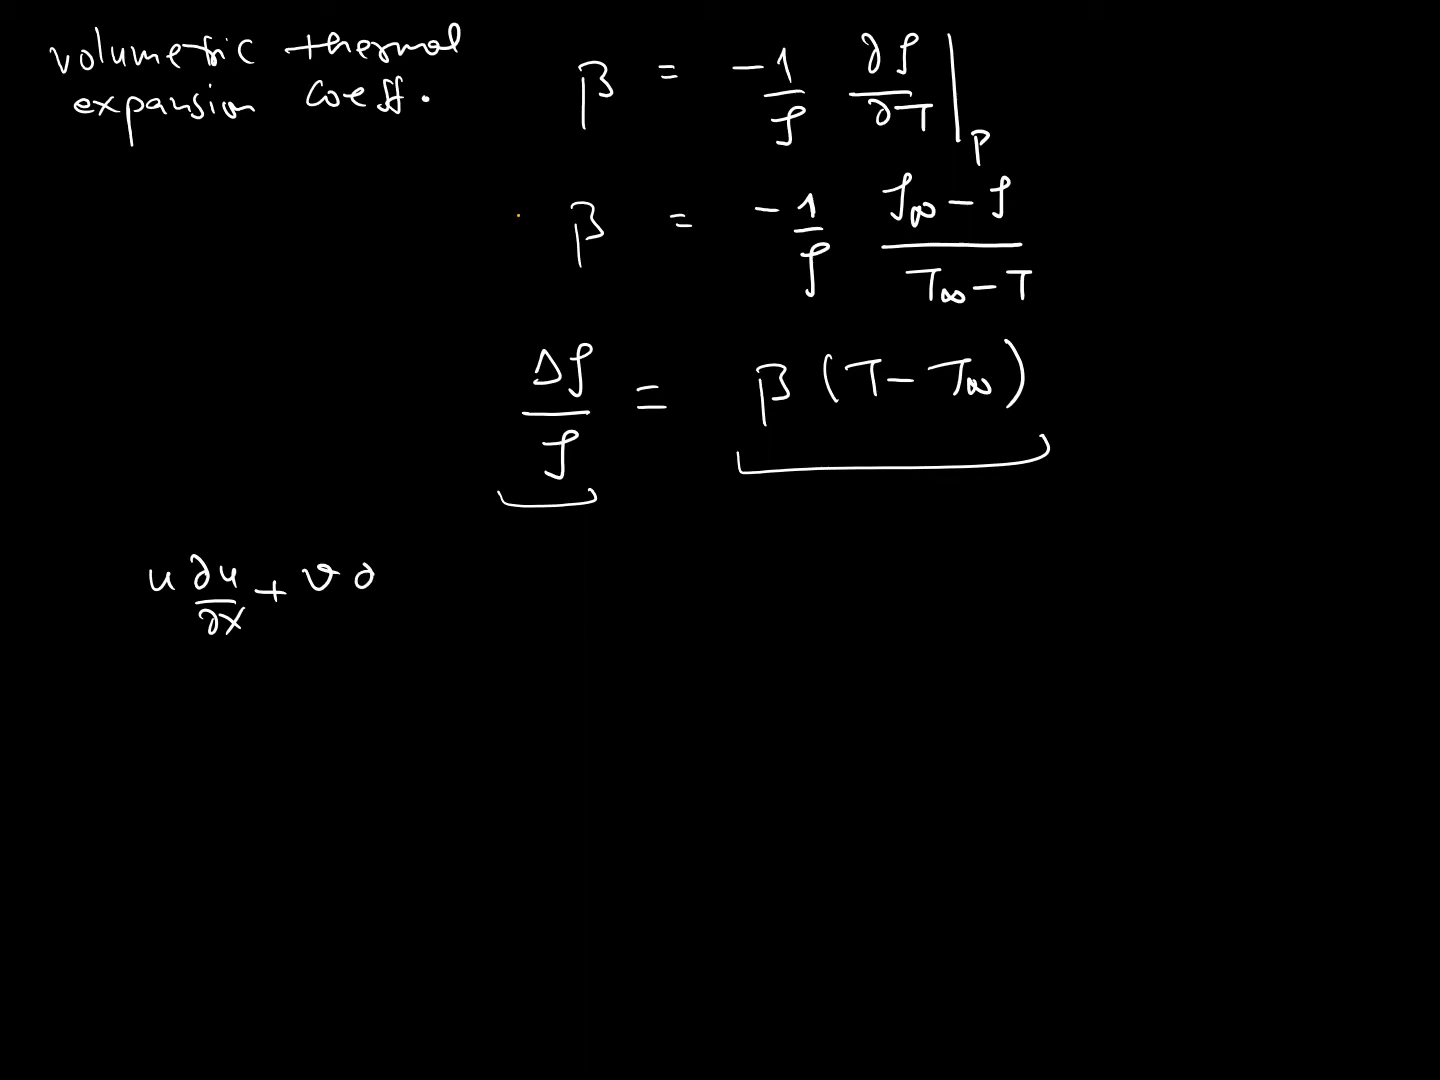 volumetric thermal
expansion coeff.
β = -1/ρ ∂ρ/∂T |p
β = -1/ρ (ρ∞ - ρ)/(T∞ - T)
Δρ/ρ = β (T - T∞)
u ∂u/∂x + v ∂